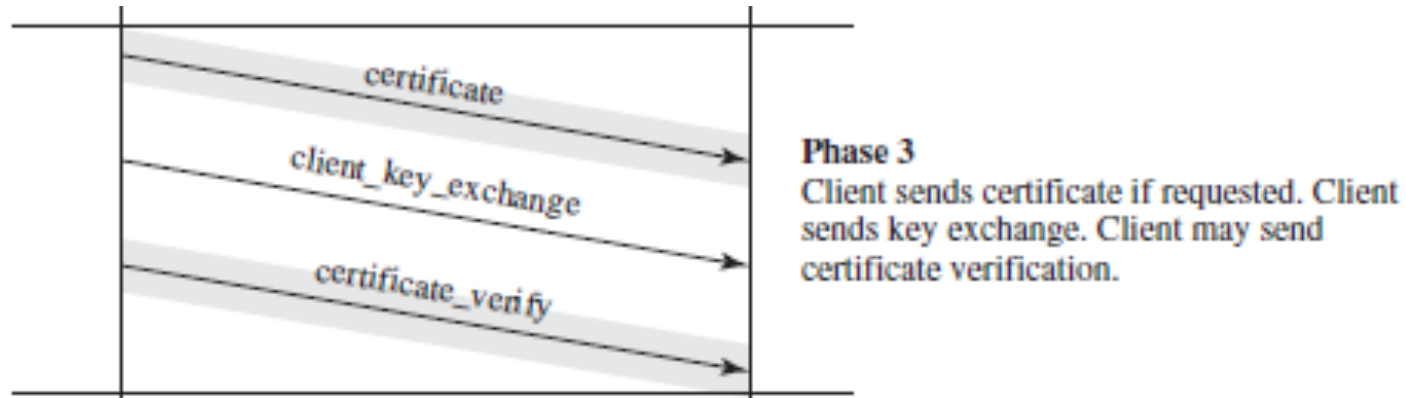 certificate
client_key_exchange
certificate_verify
Phase 3
Client sends certificate if requested. Client
sends key exchange. Client may send
certificate verification.